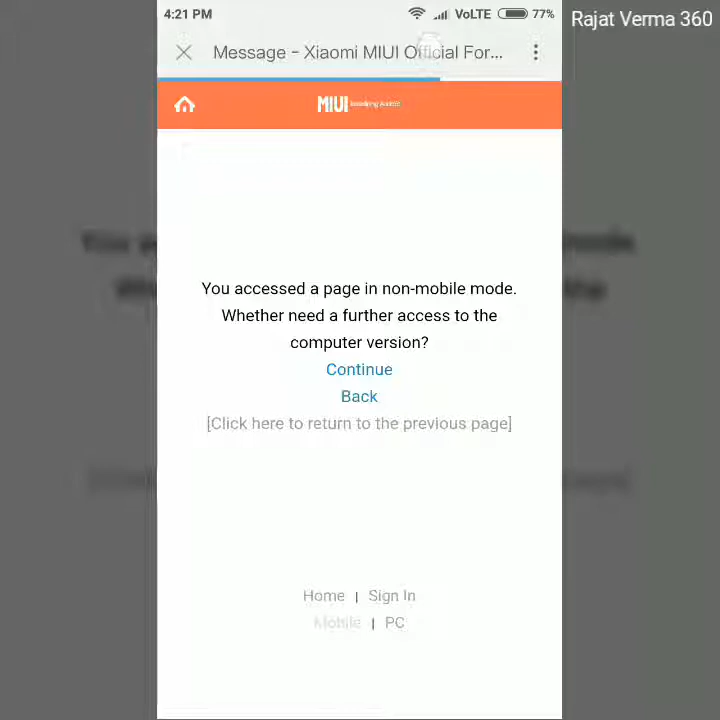 4:21 PM VoLTE 77%
Rajat Verma 360
Message - Xiaomi MIUI Official For...
MIUI
You accessed a page in non-mobile mode.
Whether need a further access to the
computer version?
Continue
Back
[Click here to return to the previous page]
Home | Sign In
Mobile | PC